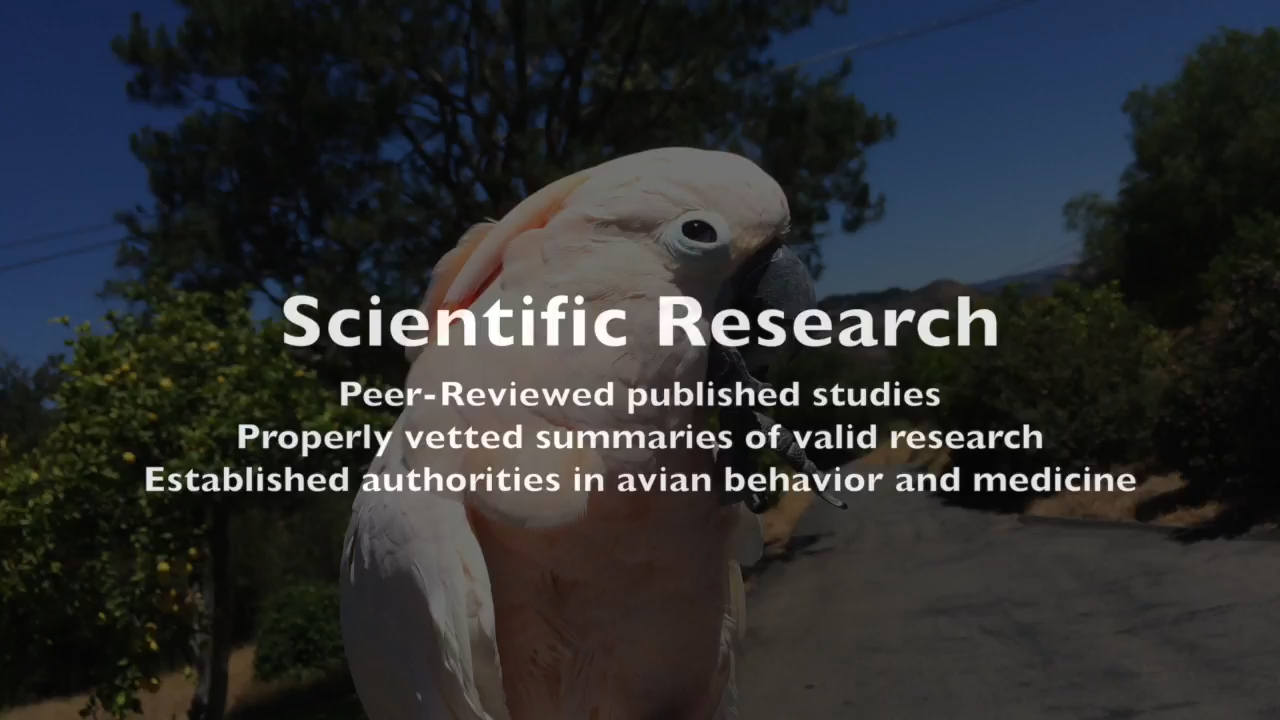 Scientific Research
Peer-Reviewed published studies
Properly vetted summaries of valid research
Established authorities in avian behavior and medicine